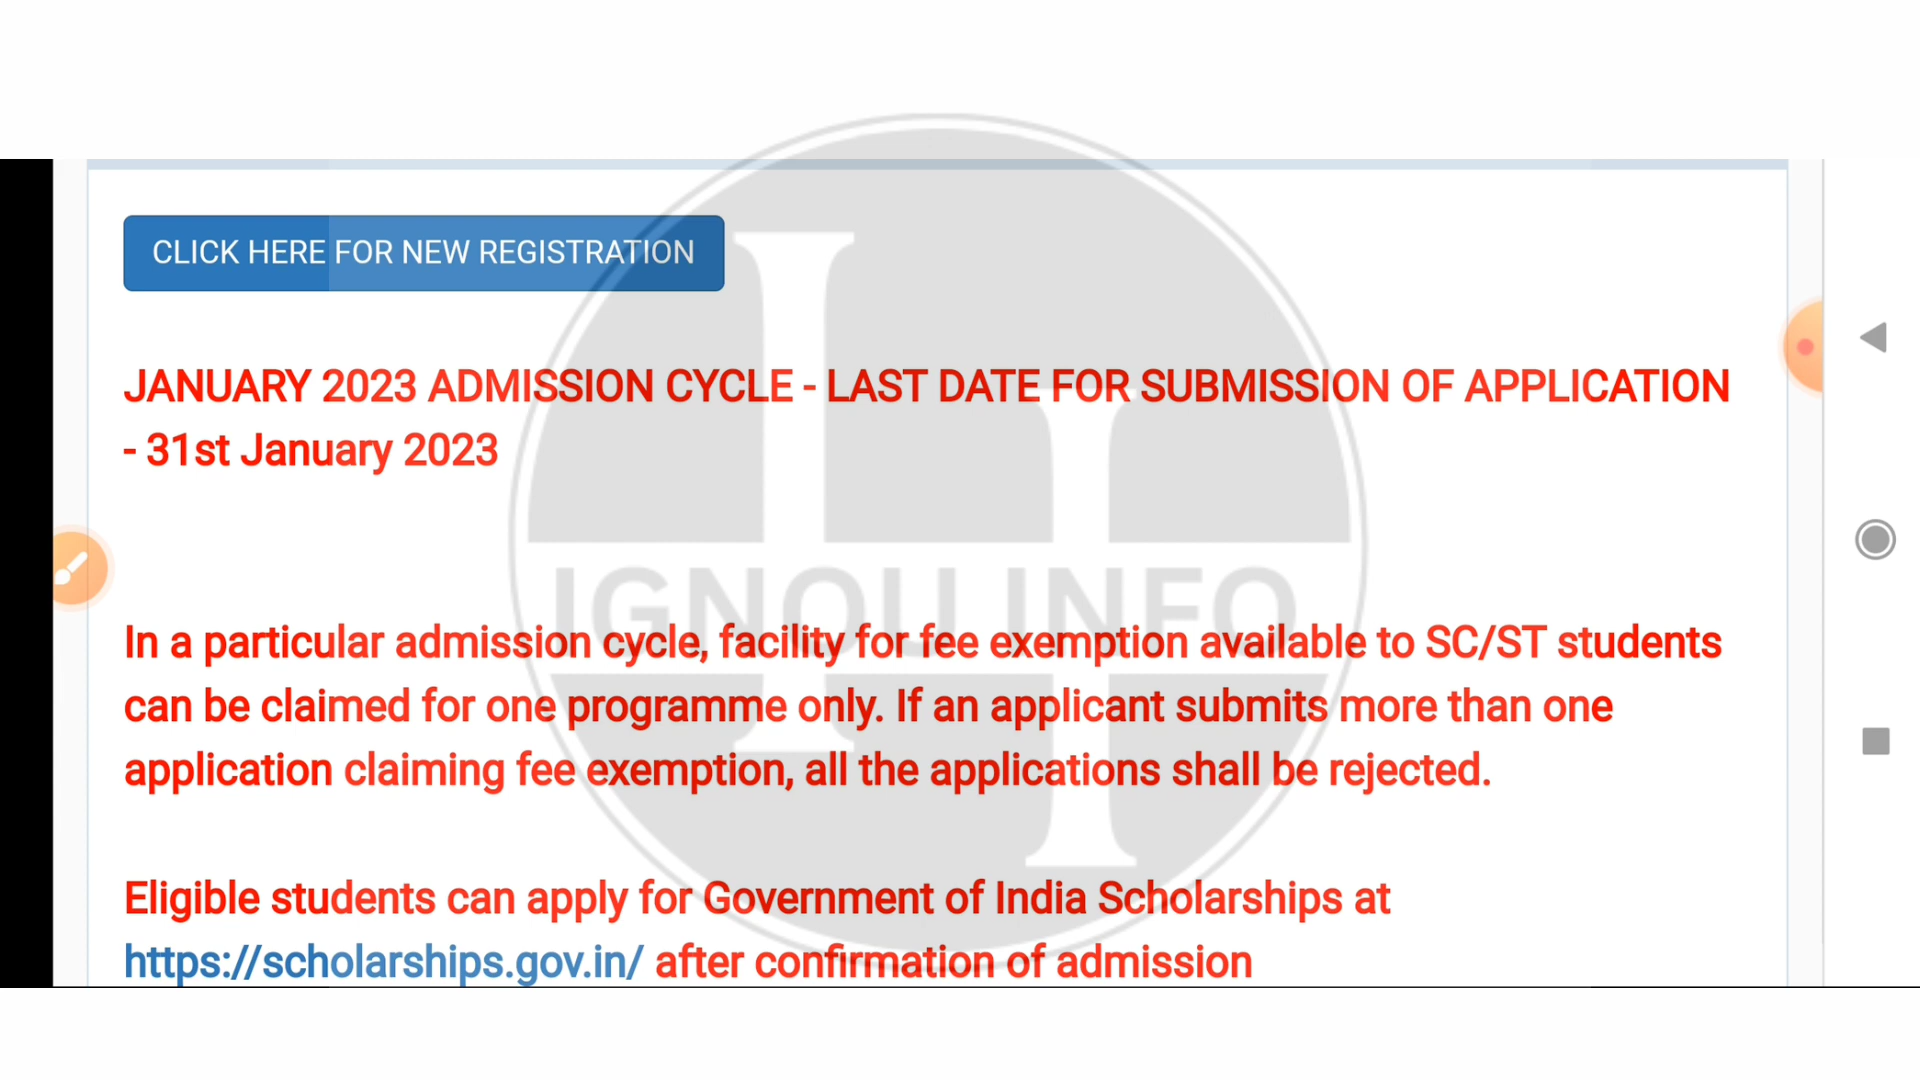 CLICK HERE FOR NEW REGISTRATION
JANUARY 2023 ADMISSION CYCLE - LAST DATE FOR SUBMISSION OF APPLICATION
- 31st January 2023
IGNOU INFO
In a particular admission cycle, facility for fee exemption available to SC/ST students
can be claimed for one programme only. If an applicant submits more than one
application claiming fee exemption, all the applications shall be rejected.
Eligible students can apply for Government of India Scholarships at
https://scholarships.gov.in/ after confirmation of admission